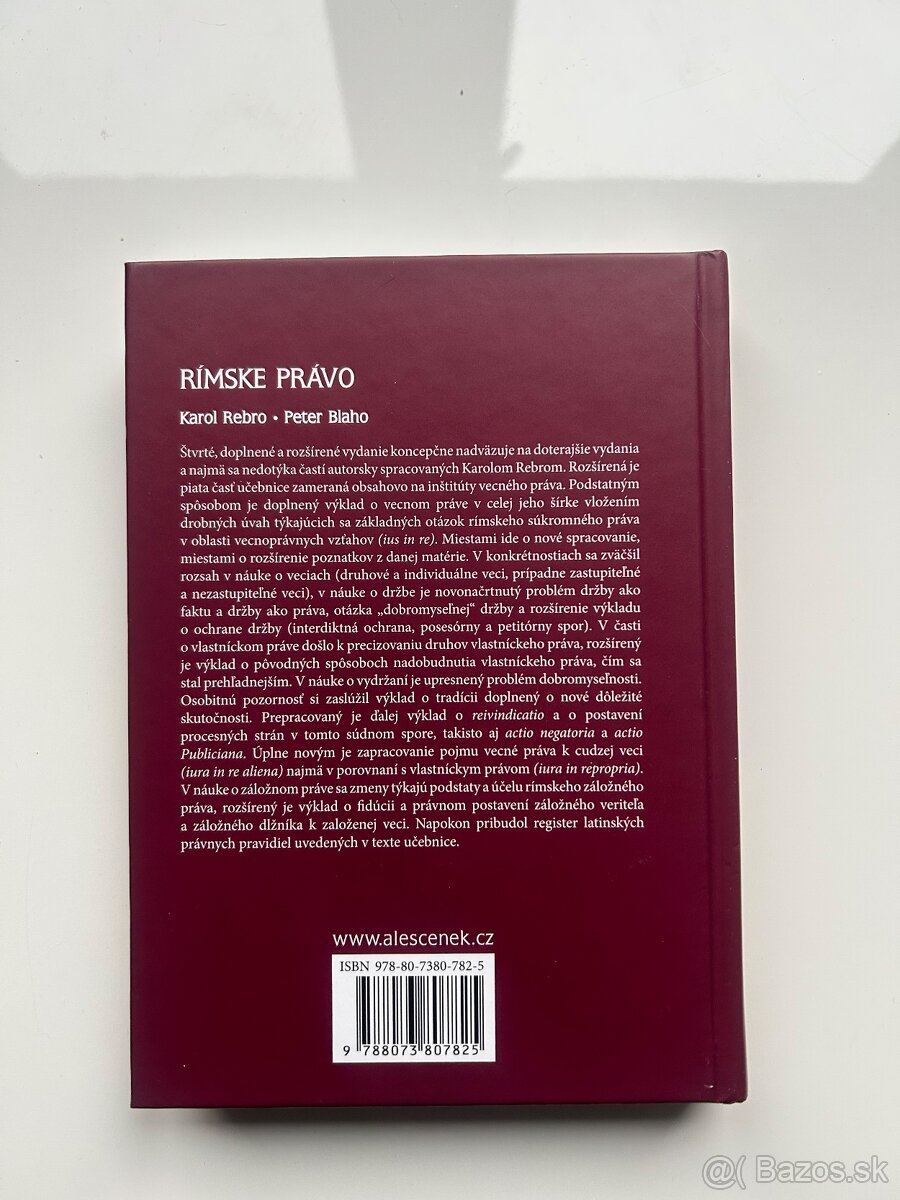 RÍMSKE PRÁVO
Karol Rebro • Peter Blaho
Štvrté, doplnené a rozšírené vydanie koncepčne nadväzuje na doterajšie vydania
a najmä sa nedotýka častí autorsky spracovaných Karolom Rebrom. Rozšírená je
piata časť učebnice zameraná obsahovo na inštitúty vecného práva. Podstatným
spôsobom je doplnený výklad o vecnom práve v celej jeho šírke vložením
drobných úvah týkajúcich sa základných otázok rímskeho súkromného práva
v oblasti vecnoprávnych vzťahov (ius in re). Miestami ide o nové spracovanie,
miestami o rozšírenie poznatkov z danej matérie. V konkrétnostiach sa zväčšil
rozsah v náuke o veciach (druhové a individuálne veci, prípadne zastupiteľné
a nezastupiteľné veci), v náuke o držbe je novonačrtnutý problém držby ako
faktu a držby ako práva, otázka „dobromyseľnej“ držby a rozšírenie výkladu
o ochrane držby (interdiktná ochrana, posesórny a petitórny spor). V časti
o vlastníckom práve došlo k precizovaniu druhov vlastníckeho práva, rozšírený
je výklad o pôvodných spôsoboch nadobudnutia vlastníckeho práva, čím sa
stal prehľadnejším. V náuke o vydržaní je upresnený problém dobromyseľnosti.
Osobitnú pozornosť si zaslúžil výklad o tradícii doplnený o nové dôležité
skutočnosti. Prepracovaný je ďalej výklad o reivindicatio a o postavení
procesných strán v tomto súdnom spore, takisto aj actio negatoria a actio
Publiciana. Úplne novým je zapracovanie pojmu vecné práva k cudzej veci
(iura in re aliena) najmä v porovnaní s vlastníckym právom (iura in repropria).
V náuke o záložnom práve sa zmeny týkajú podstaty a účelu rímskeho záložného
práva, rozšírený je výklad o fidúcii a právnom postavení záložného veriteľa
a záložného dlžníka k založenej veci. Napokon pribudol register latinských
právnych pravidiel uvedených v texte učebnice.
www.alescenek.cz
ISBN 978-80-7380-782-5
9 788073 807825
@( Bazos.sk